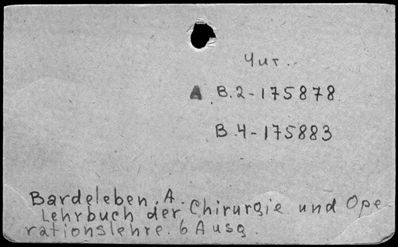 Чит..
A B.2-175878
B.4-175883
Bardeleben, A.
Lehrbuch der Chirurgie und Ope
rationslehre. 6 Ausg.